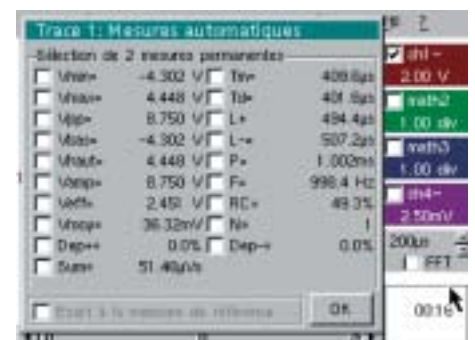 Trace 1: Mesures automatiques
Sélection de 2 mesures permanentes
Vmin= -4.302 V Tm= 409.6µs
Vmax= 4.448 V Td= 401.6µs
Vpp= 8.750 V L+ 494.4µs
Vbas= -4.302 V L-= 507.2µs
Vhaut= 4.448 V P= 1.002ms
Vamp= 8.750 V F= 998.4 Hz
Veff= 2.451 V RC= 49.3%
Vmoy= 36.32mV N= 1
Dep+= 0.0% Dep-= 0.0%
Sum= 51.40µVs
Ecart à la mesure de référence OK
?
ch1 ~
2.00 V
math2
1.00 div
math3
1.00 div
ch4~
2.50mV
200µs
FFT
00:16